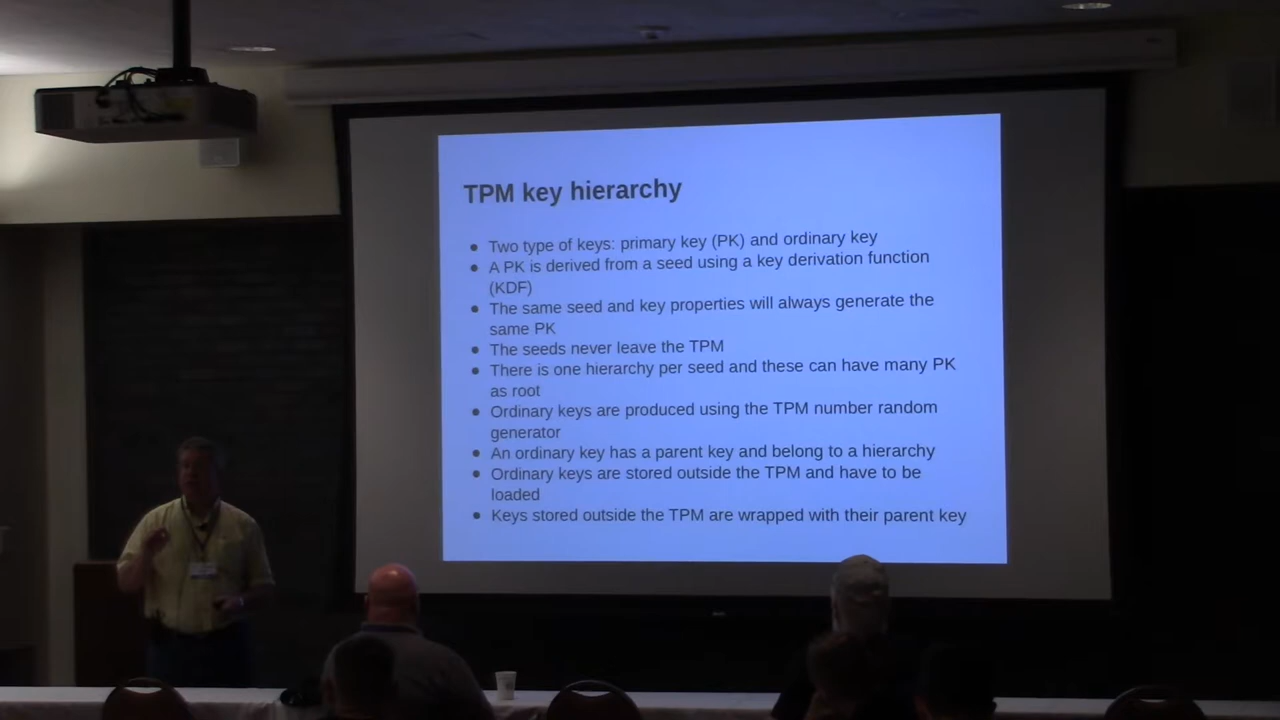 TPM key hierarchy
● Two type of keys: primary key (PK) and ordinary key
● A PK is derived from a seed using a key derivation function
(KDF)
● The same seed and key properties will always generate the
same PK
● The seeds never leave the TPM
● There is one hierarchy per seed and these can have many PK
as root
● Ordinary keys are produced using the TPM number random
generator
● An ordinary key has a parent key and belong to a hierarchy
● Ordinary keys are stored outside the TPM and have to be
loaded
● Keys stored outside the TPM are wrapped with their parent key